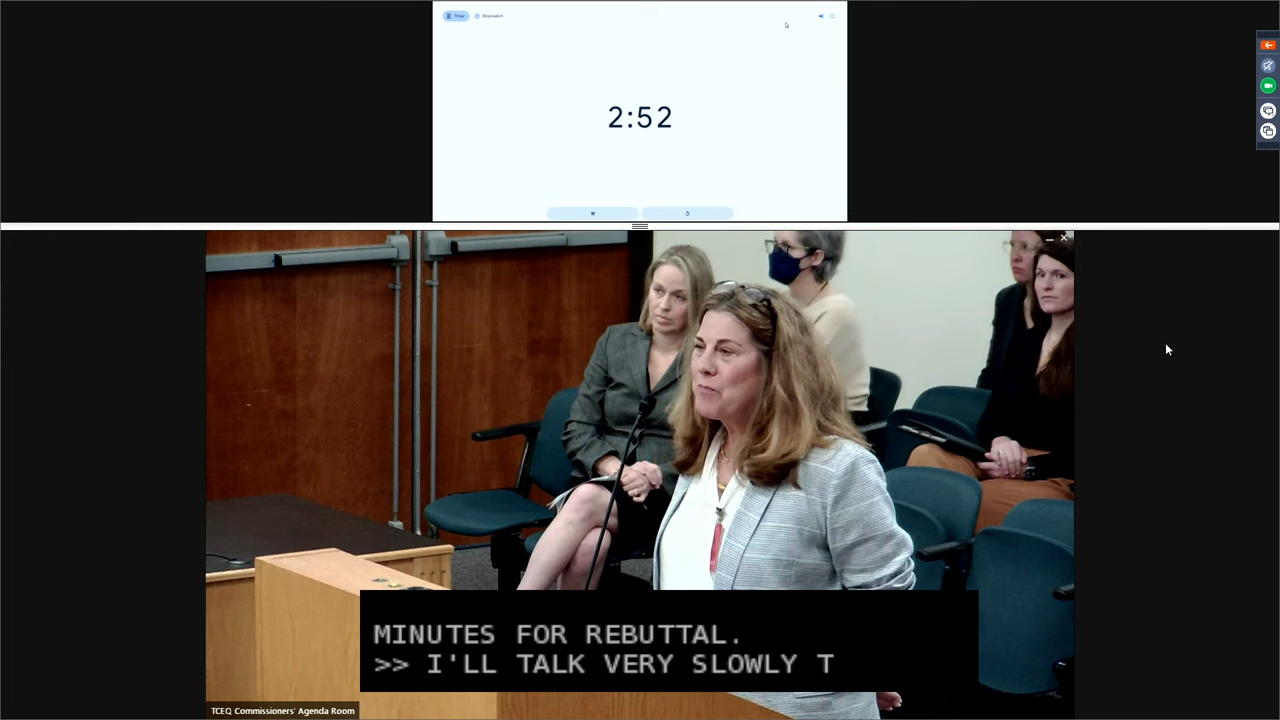 Timer Stopwatch
2:52
MINUTES FOR REBUTTAL.
>> I'LL TALK VERY SLOWLY T
TCEQ Commissioners' Agenda Room